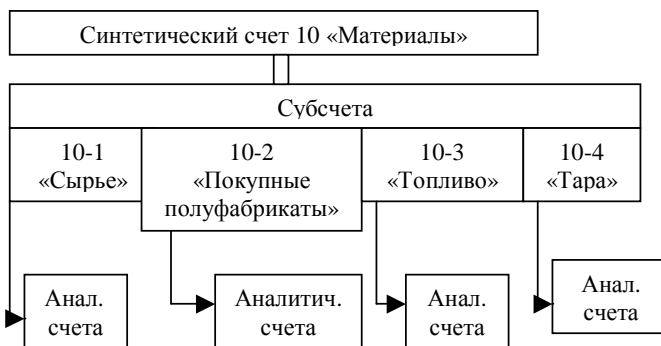 Синтетический счет 10 «Материалы»
Субсчета
10-1
«Сырье»
10-2
«Покупные
полуфабрикаты»
10-3
«Топливо»
10-4
«Тара»
Анал.
счета
Аналитич.
счета
Анал.
счета
Анал.
счета